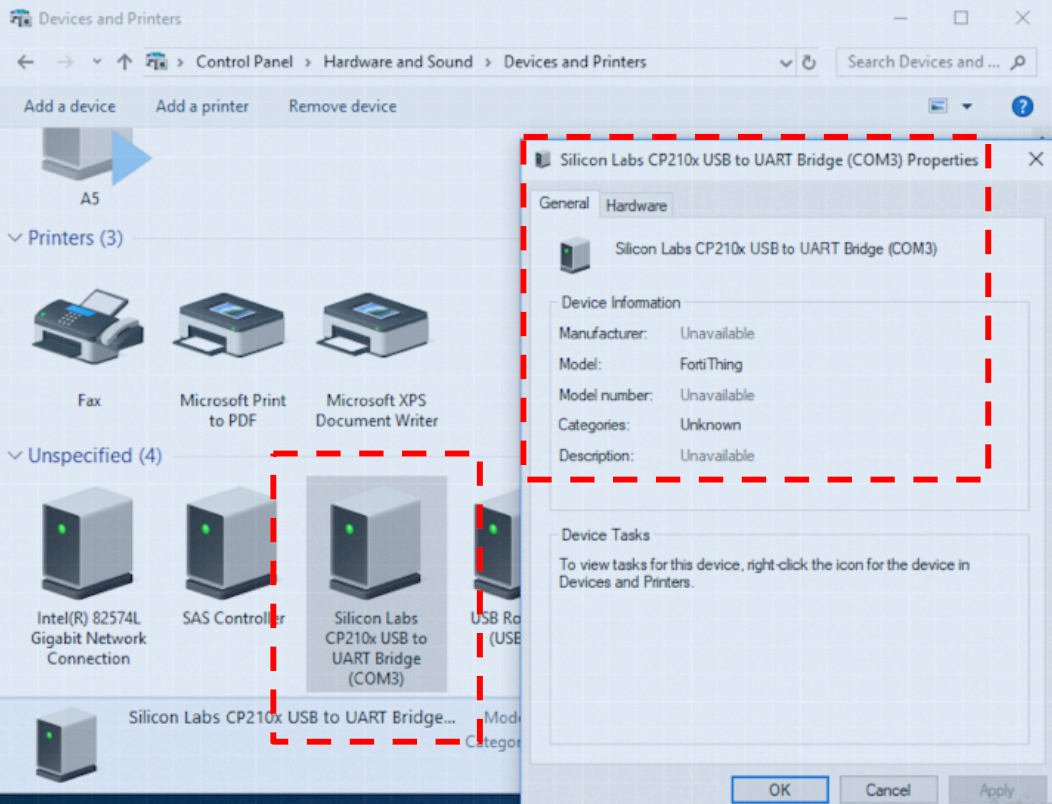 Devices and Printers
Control Panel > Hardware and Sound > Devices and Printers
Search Devices and ...
Add a device
Add a printer
Remove device
?
A5
Printers (3)
Fax
Microsoft Print
to PDF
Microsoft XPS
Document Writer
Unspecified (4)
Intel(R) 82574L
Gigabit Network
Connection
SAS Controller
Silicon Labs
CP210x USB to
UART Bridge
(COM3)
USB Ro
(USB
Silicon Labs CP210x USB to UART Bridge...
Mode
Categor
Silicon Labs CP210x USB to UART Bridge (COM3) Properties
General
Hardware
Silicon Labs CP210x USB to UART Bridge (COM3)
Device Information
Manufacturer: Unavailable
Model: FortiThing
Model number: Unavailable
Categories: Unknown
Description: Unavailable
Device Tasks
To view tasks for this device, right-click the icon for the device in
Devices and Printers.
OK
Cancel
Apply